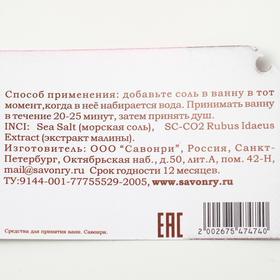 Способ применения: добавьте соль в ванну в тот
момент,когда в неё набирается вода. Принимать ванну
в течение 20-25 минут, затем принять душ.
INCI: Sea Salt (морская соль), SC-CO2 Rubus Idaeus
Extract (экстракт малины).
Изготовитель: ООО “Савонри”, Россия, Санкт-
Петербург, Октябрьская наб., д.50, лит.А, пом. 42-Н,
mail@savonry.ru Срок годности 12 месяцев.
ТУ:9144-001-77755529-2005. www.savonry.ru
Средства для принятия ванн. Савонри.
ЕАС
2 002675 474740